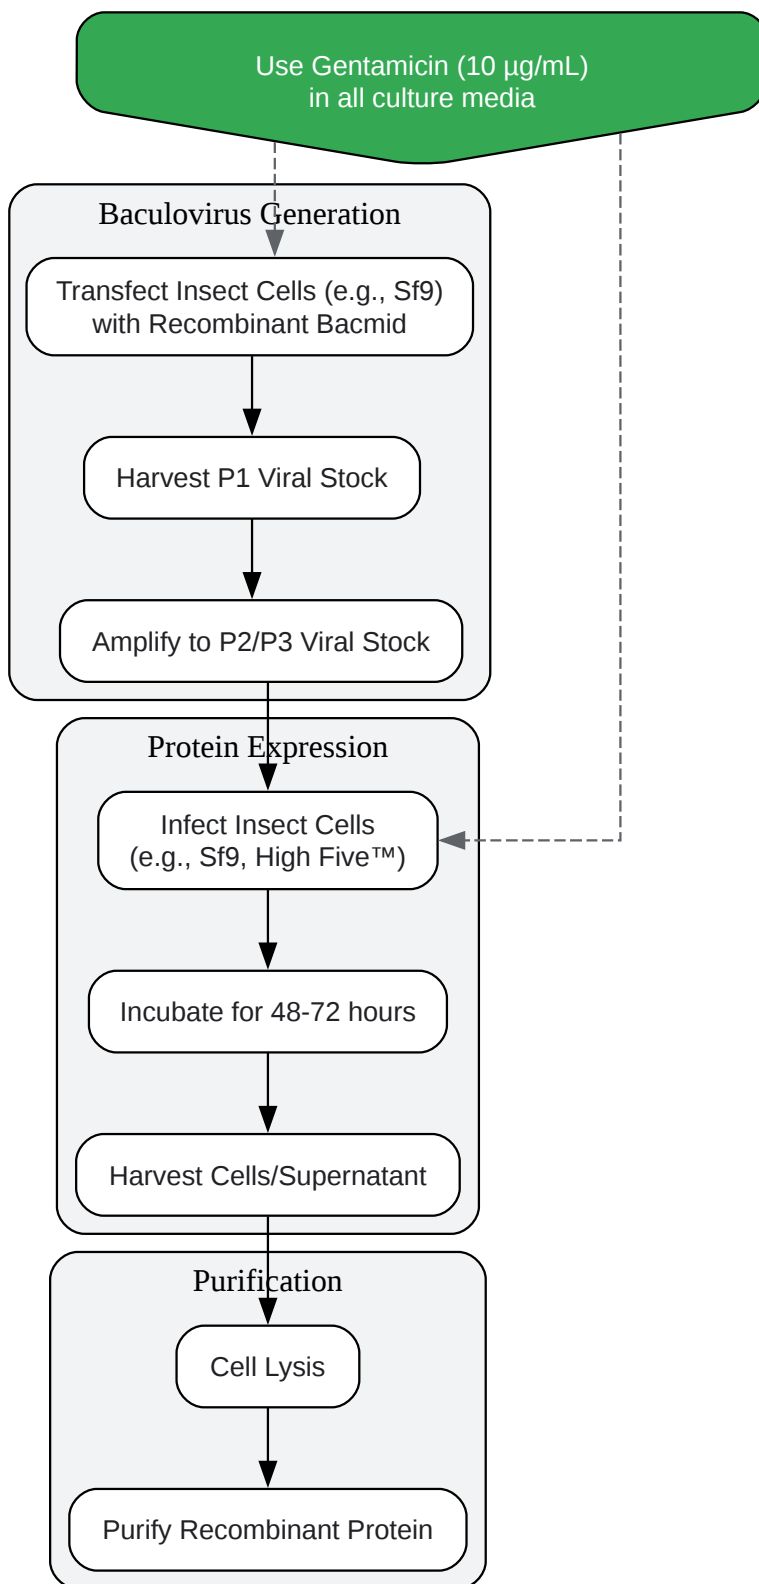 Use Gentamicin (10 µg/mL)
in all culture media
Baculovirus Generation
Transfect Insect Cells (e.g., Sf9)
with Recombinant Bacmid
Harvest P1 Viral Stock
Amplify to P2/P3 Viral Stock
Protein Expression
Infect Insect Cells
(e.g., Sf9, High Five™)
Incubate for 48-72 hours
Harvest Cells/Supernatant
Purification
Cell Lysis
Purify Recombinant Protein